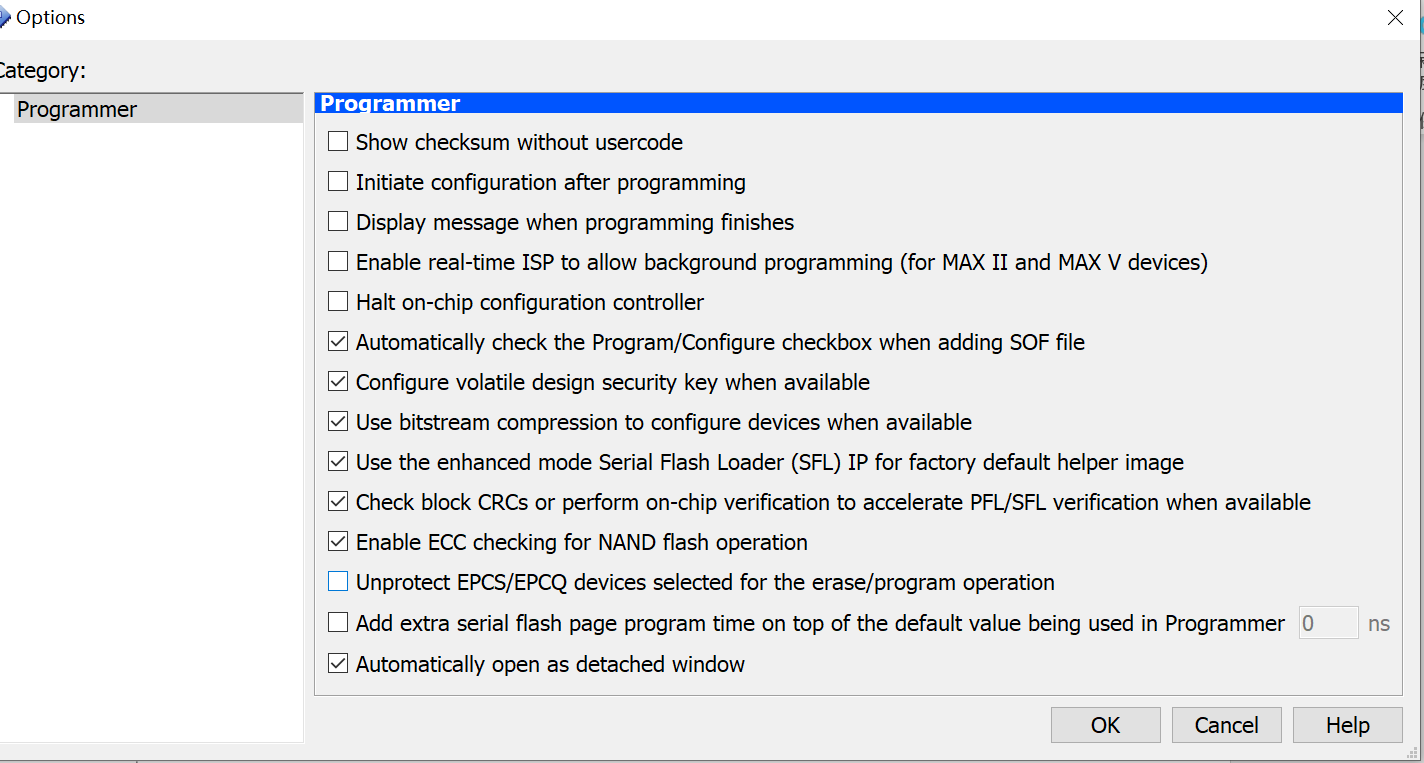 Options
Category:
Programmer
Programmer
Show checksum without usercode
Initiate configuration after programming
Display message when programming finishes
Enable real-time ISP to allow background programming (for MAX II and MAX V devices)
Halt on-chip configuration controller
Automatically check the Program/Configure checkbox when adding SOF file
Configure volatile design security key when available
Use bitstream compression to configure devices when available
Use the enhanced mode Serial Flash Loader (SFL) IP for factory default helper image
Check block CRCs or perform on-chip verification to accelerate PFL/SFL verification when available
Enable ECC checking for NAND flash operation
Unprotect EPCS/EPCQ devices selected for the erase/program operation
Add extra serial flash page program time on top of the default value being used in Programmer 0 ns
Automatically open as detached window
OK Cancel Help